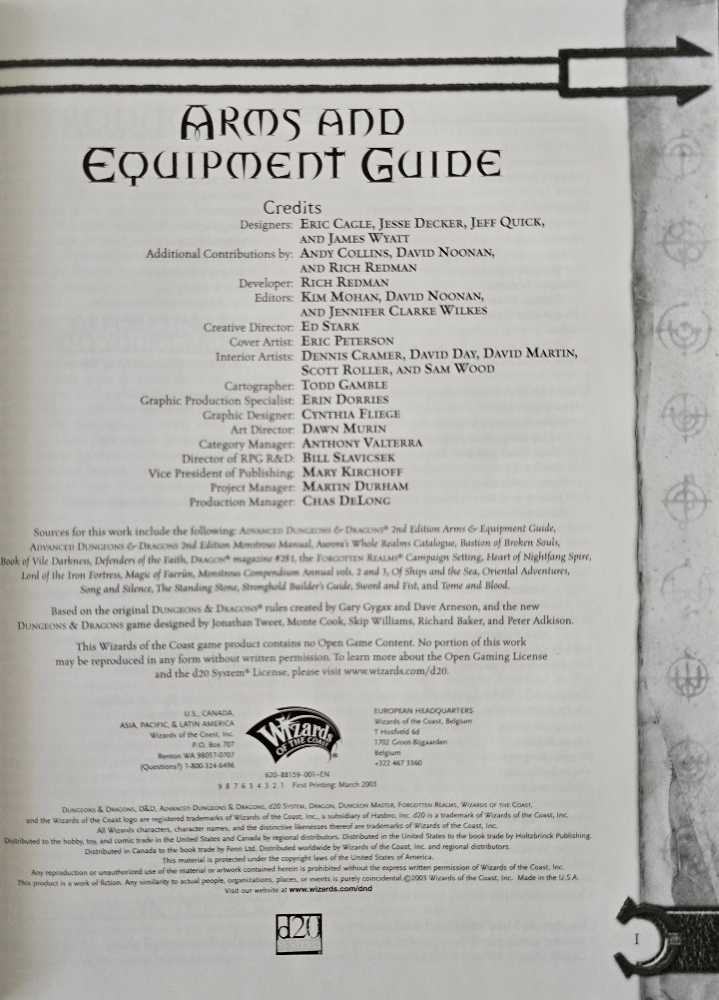 ARMS AND
EQUIPMENT GUIDE
Credits
Designers: ERIC CAGLE, JESSE DECKER, JEFF QUICK,
AND JAMES WYATT
Additional Contributions by: ANDY COLLINS, DAVID NOONAN,
AND RICH REDMAN
Developer: RICH REDMAN
Editors: KIM MOHAN, DAVID NOONAN,
AND JENNIFER CLARKE WILKES
Creative Director: ED STARK
Cover Artist: ERIC PETERSON
Interior Artists: DENNIS CRAMER, DAVID DAY, DAVID MARTIN,
SCOTT ROLLER, AND SAM WOOD
Cartographer: TODD GAMBLE
Graphic Production Specialist: ERIN DORRIES
Graphic Designer: CYNTHIA FLIEGE
Art Director: DAWN MURIN
Category Manager: ANTHONY VALTERRA
Director of RPG R&D: BILL SLAVICSEK
Vice President of Publishing: MARY KIRCHOFF
Project Manager: MARTIN DURHAM
Production Manager: CHAS DELONG
Sources for this work include the following: ADVANCED DUNGEONS & DRAGONS® 2nd Edition Arms & Equipment Guide,
ADVANCED DUNGEONS & DRAGONS 2nd Edition Monstrous Manual, Aurora's Whole Realms Catalogue, Bastion of Broken Souls,
Book of Vile Darkness, Defenders of the Faith, DRAGON® magazine #281, the FORGOTTEN REALMS® Campaign Setting, Heart of Nightfang Spire,
Lord of the Iron Fortress, Magic of Faerûn, Monstrous Compendium Annual vols. 2 and 3, Of Ships and the Sea, Oriental Adventures,
Song and Silence, The Standing Stone, Stronghold Builder's Guide, Sword and Fist, and Tome and Blood.
Based on the original DUNGEONS & DRAGONS® rules created by Gary Gygax and Dave Arneson, and the new
DUNGEONS & DRAGONS game designed by Jonathan Tweet, Monte Cook, Skip Williams, Richard Baker, and Peter Adkison.
This Wizards of the Coast game product contains no Open Game Content. No portion of this work
may be reproduced in any form without written permission. To learn more about the Open Gaming License
and the d20 System® License, please visit www.wizards.com/d20.
U.S., CANADA,
ASIA, PACIFIC, & LATIN AMERICA
Wizards of the Coast, Inc.
P.O. Box 707
Renton WA 98057-0707
(Questions?) 1-800-324-6496
Wizards
OF THE COAST
®
EUROPEAN HEADQUARTERS
Wizards of the Coast, Belgium
T Hosfveld 6d
1702 Groot-Bijgaarden
Belgium
+322 467 3360
620-88159-001-EN
9 8 7 6 5 4 3 2 1 First Printing: March 2003
DUNGEONS & DRAGONS, D&D, ADVANCED DUNGEONS & DRAGONS, d20 SYSTEM, DRAGON, DUNGEON MASTER, FORGOTTEN REALMS, WIZARDS OF THE COAST,
and the Wizards of the Coast logo are registered trademarks of Wizards of the Coast, Inc., a subsidiary of Hasbro, Inc. d20 is a trademark of Wizards of the Coast, Inc.
All Wizards characters, character names, and the distinctive likenesses thereof are trademarks of Wizards of the Coast, Inc.
Distributed to the hobby, toy, and comic trade in the United States and Canada by regional distributors. Distributed in the United States to the book trade by Holtzbrinck Publishing.
Distributed in Canada to the book trade by Fenn Ltd. Distributed worldwide by Wizards of the Coast, Inc. and regional distributors.
This material is protected under the copyright laws of the United States of America.
Any reproduction or unauthorized use of the material or artwork contained herein is prohibited without the express written permission of Wizards of the Coast, Inc.
This product is a work of fiction. Any similarity to actual people, organizations, places, or events is purely coincidental. ©2003 Wizards of the Coast, Inc. Made in the U.S.A.
Visit our website at www.wizards.com/dnd
d20
1